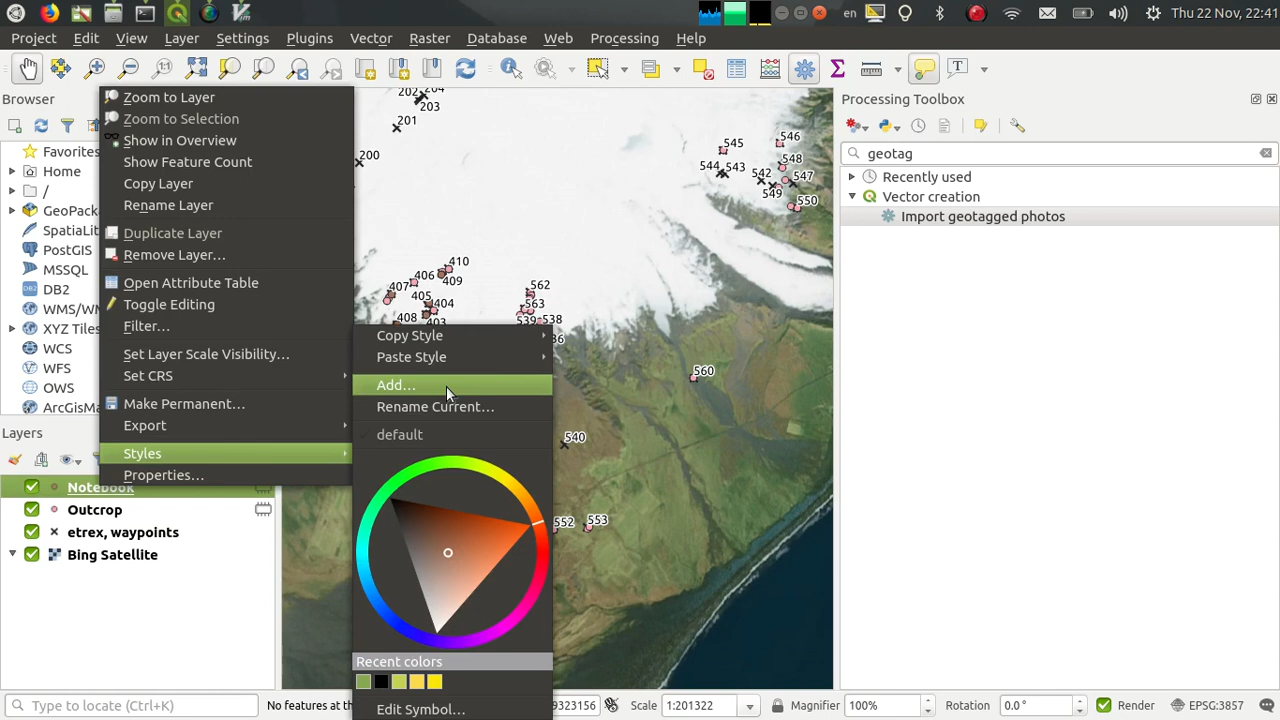 en
Thu 22 Nov, 22:41
Project Edit View Layer Settings Plugins Vector Raster Database Web Processing Help
Browser
Favorites
Home
/
SpatiaLit
PostGIS
MSSQL
DB2
WMS/WM
XYZ Tiles
WCS
WFS
OWS
ArcGisMa
Layers
Notebook
Outcrop
etrex, waypoints
Bing Satellite
Zoom to Layer
Zoom to Selection
Show in Overview
Show Feature Count
Copy Layer
Rename Layer
Duplicate Layer
Remove Layer…
Open Attribute Table
Toggle Editing
Filter…
Set Layer Scale Visibility…
Set CRS
Make Permanent…
Export
Styles
Properties…
Copy Style
Paste Style
Add…
Rename Current…
default
Recent colors
Edit Symbol…
202
203
201
200
545
546
544
543
548
542
547
549
550
410
406
409
407
405
404
408
403
562
563
539
538
560
540
552
553
Processing Toolbox
geotag
Recently used
Vector creation
Import geotagged photos
Type to locate (Ctrl+K)
No features at th
9323156
Scale 1:201322
Magnifier 100%
Rotation 0.0 °
Render
EPSG:3857